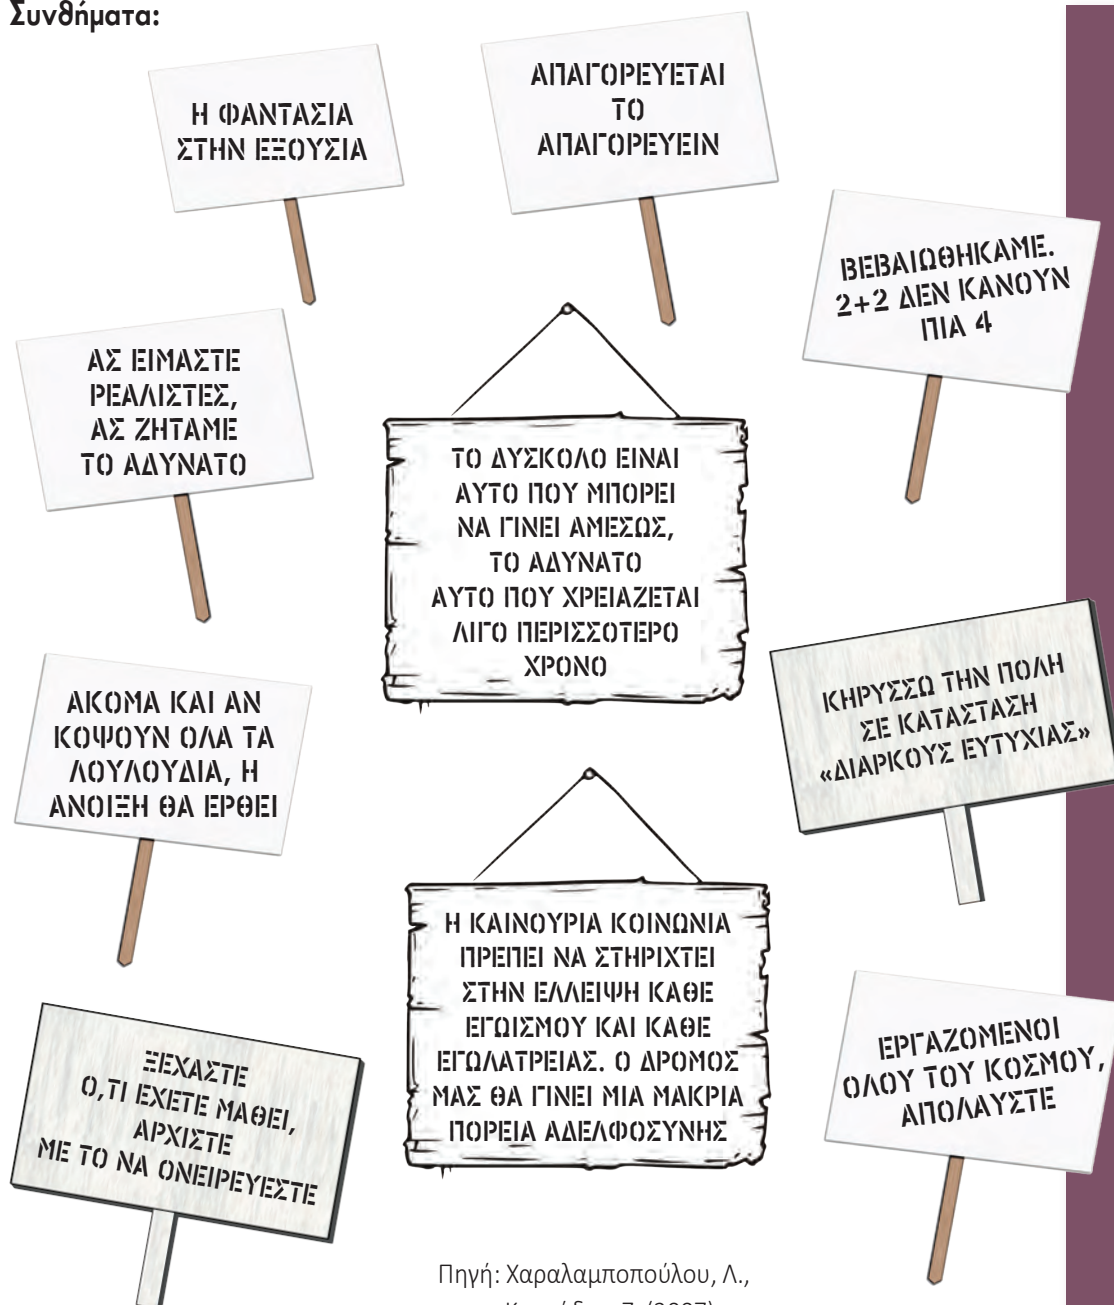 Συνθήματα:
Η ΦΑΝΤΑΣΙΑ
ΣΤΗΝ ΕΞΟΥΣΙΑ
ΑΠΑΓΟΡΕΥΕΤΑΙ
ΤΟ
ΑΠΑΓΟΡΕΥΕΙΝ
ΒΕΒΑΙΩΘΗΚΑΜΕ.
2+2 ΔΕΝ ΚΑΝΟΥΝ
ΠΙΑ 4
ΑΣ ΕΙΜΑΣΤΕ
ΡΕΑΛΙΣΤΕΣ,
ΑΣ ΖΗΤΑΜΕ
ΤΟ ΑΔΥΝΑΤΟ
ΤΟ ΔΥΣΚΟΛΟ ΕΙΝΑΙ
ΑΥΤΟ ΠΟΥ ΜΠΟΡΕΙ
ΝΑ ΓΙΝΕΙ ΑΜΕΣΩΣ,
ΤΟ ΑΔΥΝΑΤΟ
ΑΥΤΟ ΠΟΥ ΧΡΕΙΑΖΕΤΑΙ
ΛΙΓΟ ΠΕΡΙΣΣΟΤΕΡΟ
ΧΡΟΝΟ
ΚΗΡΥΣΣΩ ΤΗΝ ΠΟΛΗ
ΣΕ ΚΑΤΑΣΤΑΣΗ
«ΔΙΑΡΚΟΥΣ ΕΥΤΥΧΙΑΣ»
ΑΚΟΜΑ ΚΑΙ ΑΝ
ΚΟΨΟΥΝ ΟΛΑ ΤΑ
ΛΟΥΛΟΥΔΙΑ, Η
ΑΝΟΙΞΗ ΘΑ ΕΡΘΕΙ
Η ΚΑΙΝΟΥΡΙΑ ΚΟΙΝΩΝΙΑ
ΠΡΕΠΕΙ ΝΑ ΣΤΗΡΙΧΤΕΙ
ΣΤΗΝ ΕΛΛΕΙΨΗ ΚΑΘΕ
ΕΓΩΙΣΜΟΥ ΚΑΙ ΚΑΘΕ
ΕΓΩΛΑΤΡΕΙΑΣ. Ο ΔΡΟΜΟΣ
ΜΑΣ ΘΑ ΓΙΝΕΙ ΜΙΑ ΜΑΚΡΙΑ
ΠΟΡΕΙΑ ΑΔΕΛΦΟΣΥΝΗΣ
ΕΡΓΑΖΟΜΕΝΟΙ
ΟΛΟΥ ΤΟΥ ΚΟΣΜΟΥ,
ΑΠΟΛΑΥΣΤΕ
ΞΕΧΑΣΤΕ
Ο,ΤΙ ΕΧΕΤΕ ΜΑΘΕΙ,
ΑΡΧΙΣΤΕ
ΜΕ ΤΟ ΝΑ ΟΝΕΙΡΕΥΕΣΤΕ
Πηγή: Χαραλαμποπούλου, Λ.,